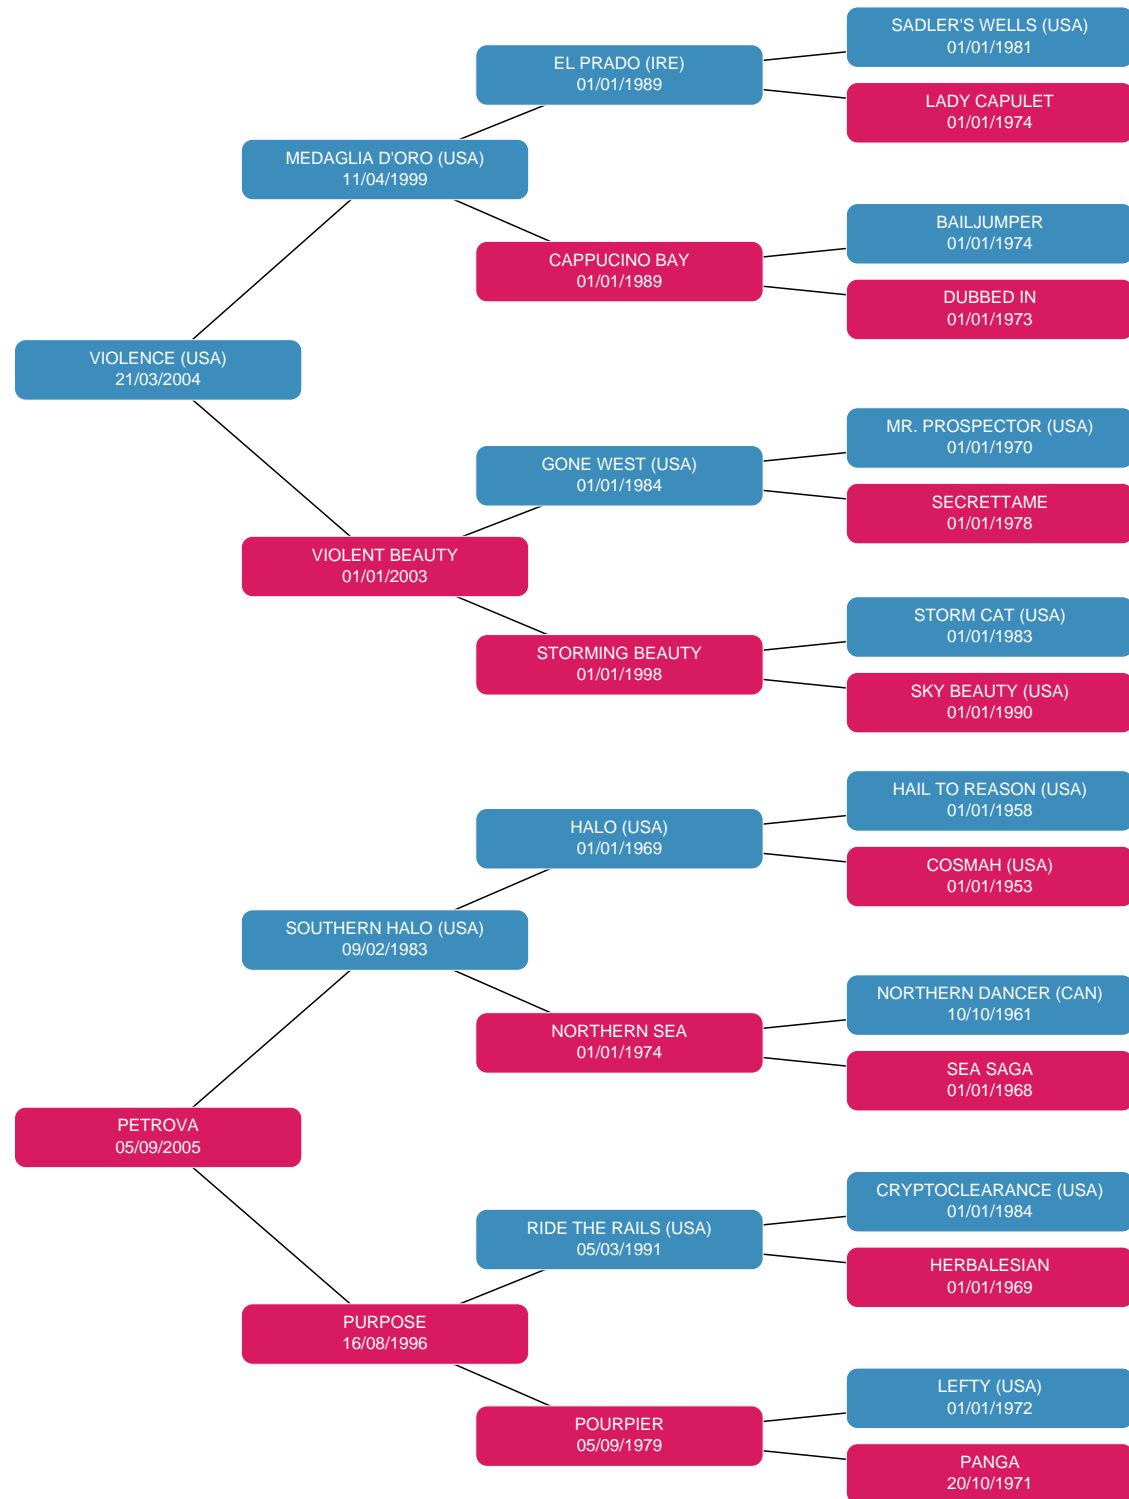 SADLER'S WELLS (USA)
01/01/1981
EL PRADO (IRE)
01/01/1989
LADY CAPULET
01/01/1974
MEDAGLIA D'ORO (USA)
11/04/1999
BAILJUMPER
01/01/1974
CAPPUCINO BAY
01/01/1989
DUBBED IN
01/01/1973
VIOLENCE (USA)
21/03/2004
MR. PROSPECTOR (USA)
01/01/1970
GONE WEST (USA)
01/01/1984
SECRETTAME
01/01/1978
VIOLENT BEAUTY
01/01/2003
STORM CAT (USA)
01/01/1983
STORMING BEAUTY
01/01/1998
SKY BEAUTY (USA)
01/01/1990
HAIL TO REASON (USA)
01/01/1958
HALO (USA)
01/01/1969
COSMAH (USA)
01/01/1953
SOUTHERN HALO (USA)
09/02/1983
NORTHERN DANCER (CAN)
10/10/1961
NORTHERN SEA
01/01/1974
SEA SAGA
01/01/1968
PETROVA
05/09/2005
CRYPTOCLEARANCE (USA)
01/01/1984
RIDE THE RAILS (USA)
05/03/1991
HERBALESIAN
01/01/1969
PURPOSE
16/08/1996
LEFTY (USA)
01/01/1972
POURPIER
05/09/1979
PANGA
20/10/1971